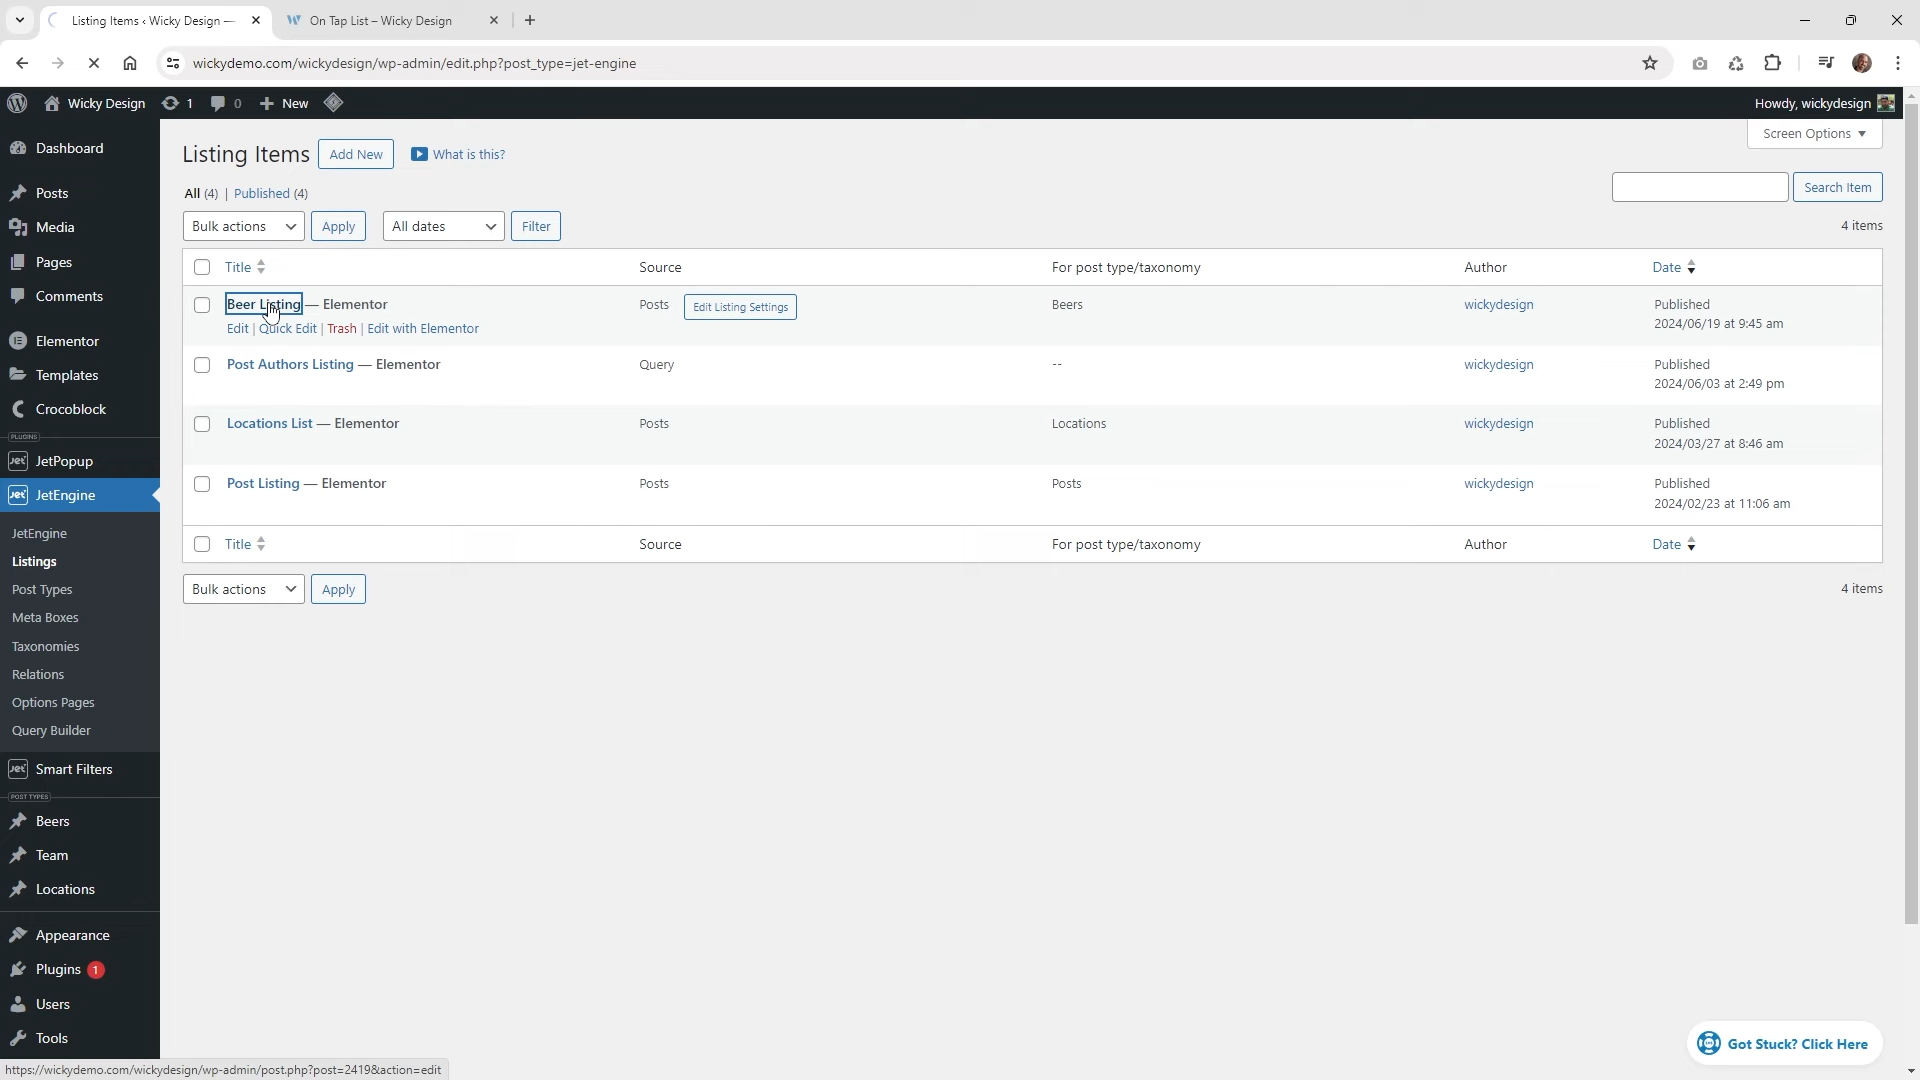 Listing Items ‹ Wicky Design —
On Tap List – Wicky Design
wickydemo.com/wickydesign/wp-admin/edit.php?post_type=jet-engine
Wicky Design
1
0
New
Howdy, wickydesign
Dashboard
Posts
Media
Pages
Comments
Elementor
Templates
Crocoblock
PLUGINS
JetPopup
JetEngine
JetEngine
Listings
Post Types
Meta Boxes
Taxonomies
Relations
Options Pages
Query Builder
Smart Filters
POST TYPES
Beers
Team
Locations
Appearance
Plugins 1
Users
Tools
Screen Options
Listing Items Add New What is this?
All (4) | Published (4)
Search Item
Bulk actions Apply All dates Filter 4 items
Title Source For post type/taxonomy Author Date
Beer Listing — Elementor Posts Edit Listing Settings Beers wickydesign Published
2024/06/19 at 9:45 am
Edit | Quick Edit | Trash | Edit with Elementor
Post Authors Listing — Elementor Query -- wickydesign Published
2024/06/03 at 2:49 pm
Locations List — Elementor Posts Locations wickydesign Published
2024/03/27 at 8:46 am
Post Listing — Elementor Posts Posts wickydesign Published
2024/02/23 at 11:06 am
Title Source For post type/taxonomy Author Date
Bulk actions Apply 4 items
Got Stuck? Click Here
https://wickydemo.com/wickydesign/wp-admin/post.php?post=2419&action=edit